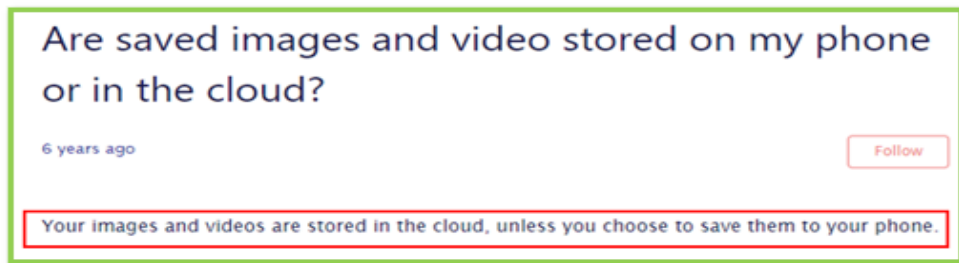 Are saved images and video stored on my phone
or in the cloud?
6 years ago
Follow
Your images and videos are stored in the cloud, unless you choose to save them to your phone.